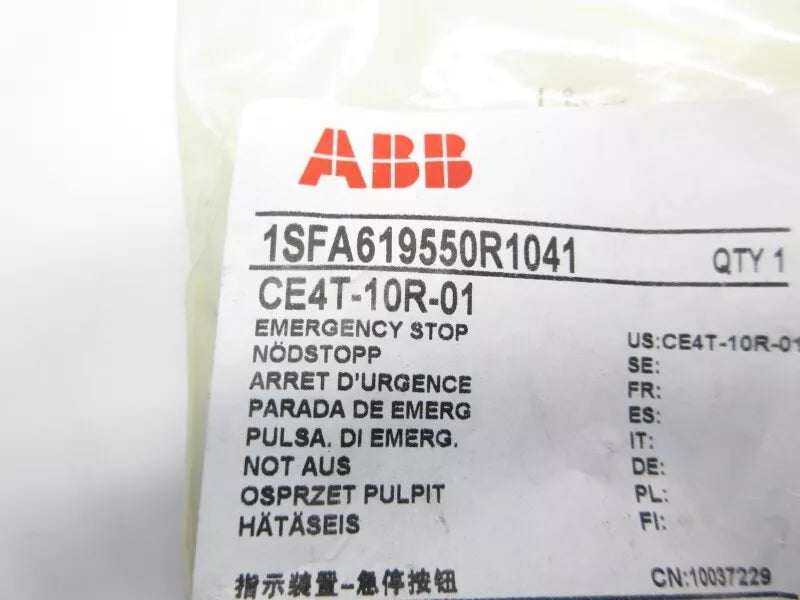 ABB
1SFA619550R1041 QTY 1
CE4T-10R-01
EMERGENCY STOP US:CE4T-10R-01
NÖDSTOPP SE:
ARRET D'URGENCE FR:
PARADA DE EMERG ES:
PULSA. DI EMERG. IT:
NOT AUS DE:
OSPRZET PULPIT PL:
HÄTÄSEIS FI:
指示装置-急停按钮 CN:10037229